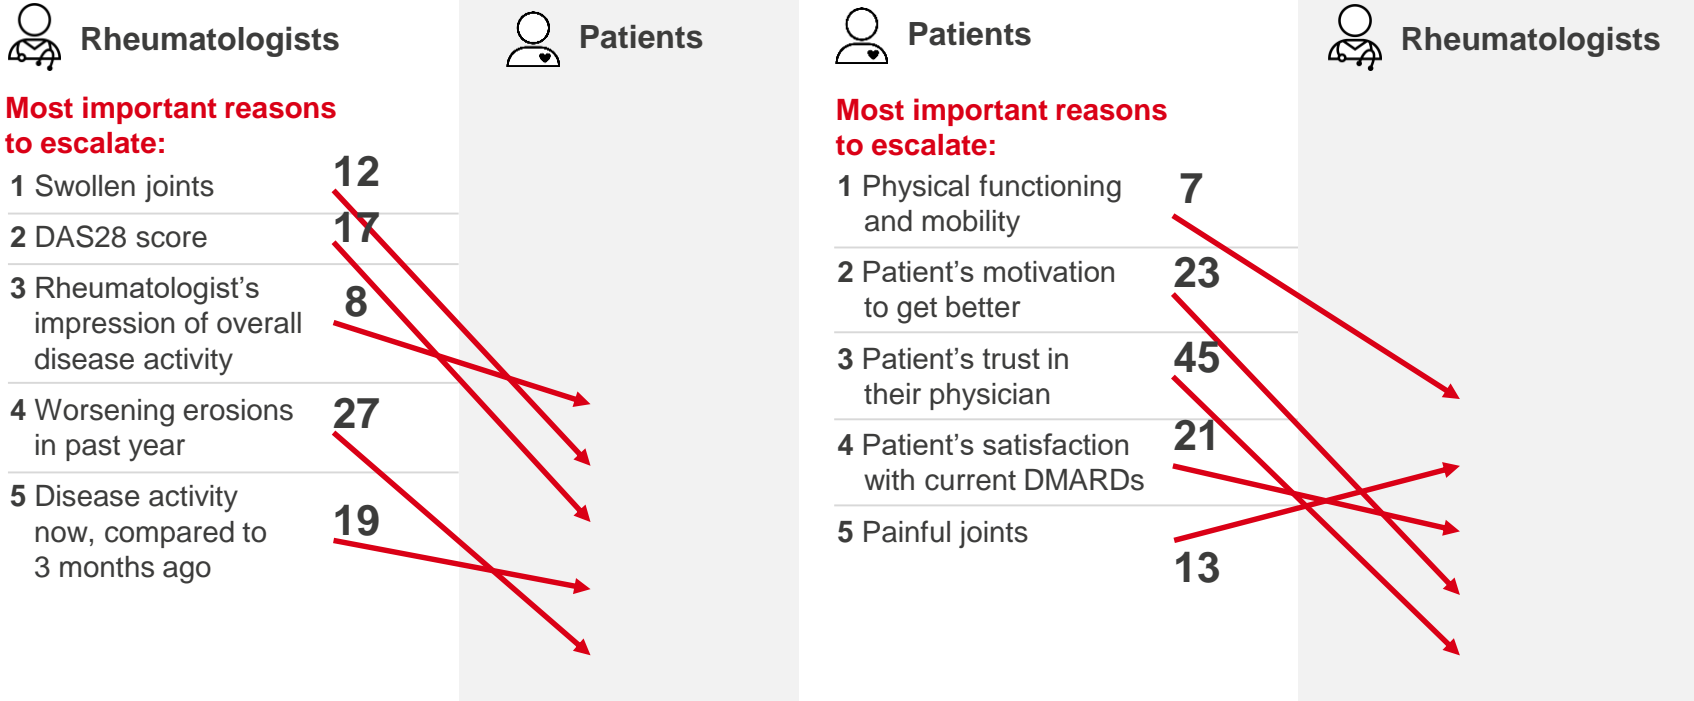 Rheumatologists
Patients
Most important reasons
to escalate:
1 Swollen joints
12
2 DAS28 score
17
3 Rheumatologist’s
impression of overall
disease activity
8
4 Worsening erosions
in past year
27
5 Disease activity
now, compared to
3 months ago
19
Patients
Rheumatologists
Most important reasons
to escalate:
1 Physical functioning
and mobility
7
2 Patient’s motivation
to get better
23
3 Patient’s trust in
their physician
45
4 Patient’s satisfaction
with current DMARDs
21
5 Painful joints
13